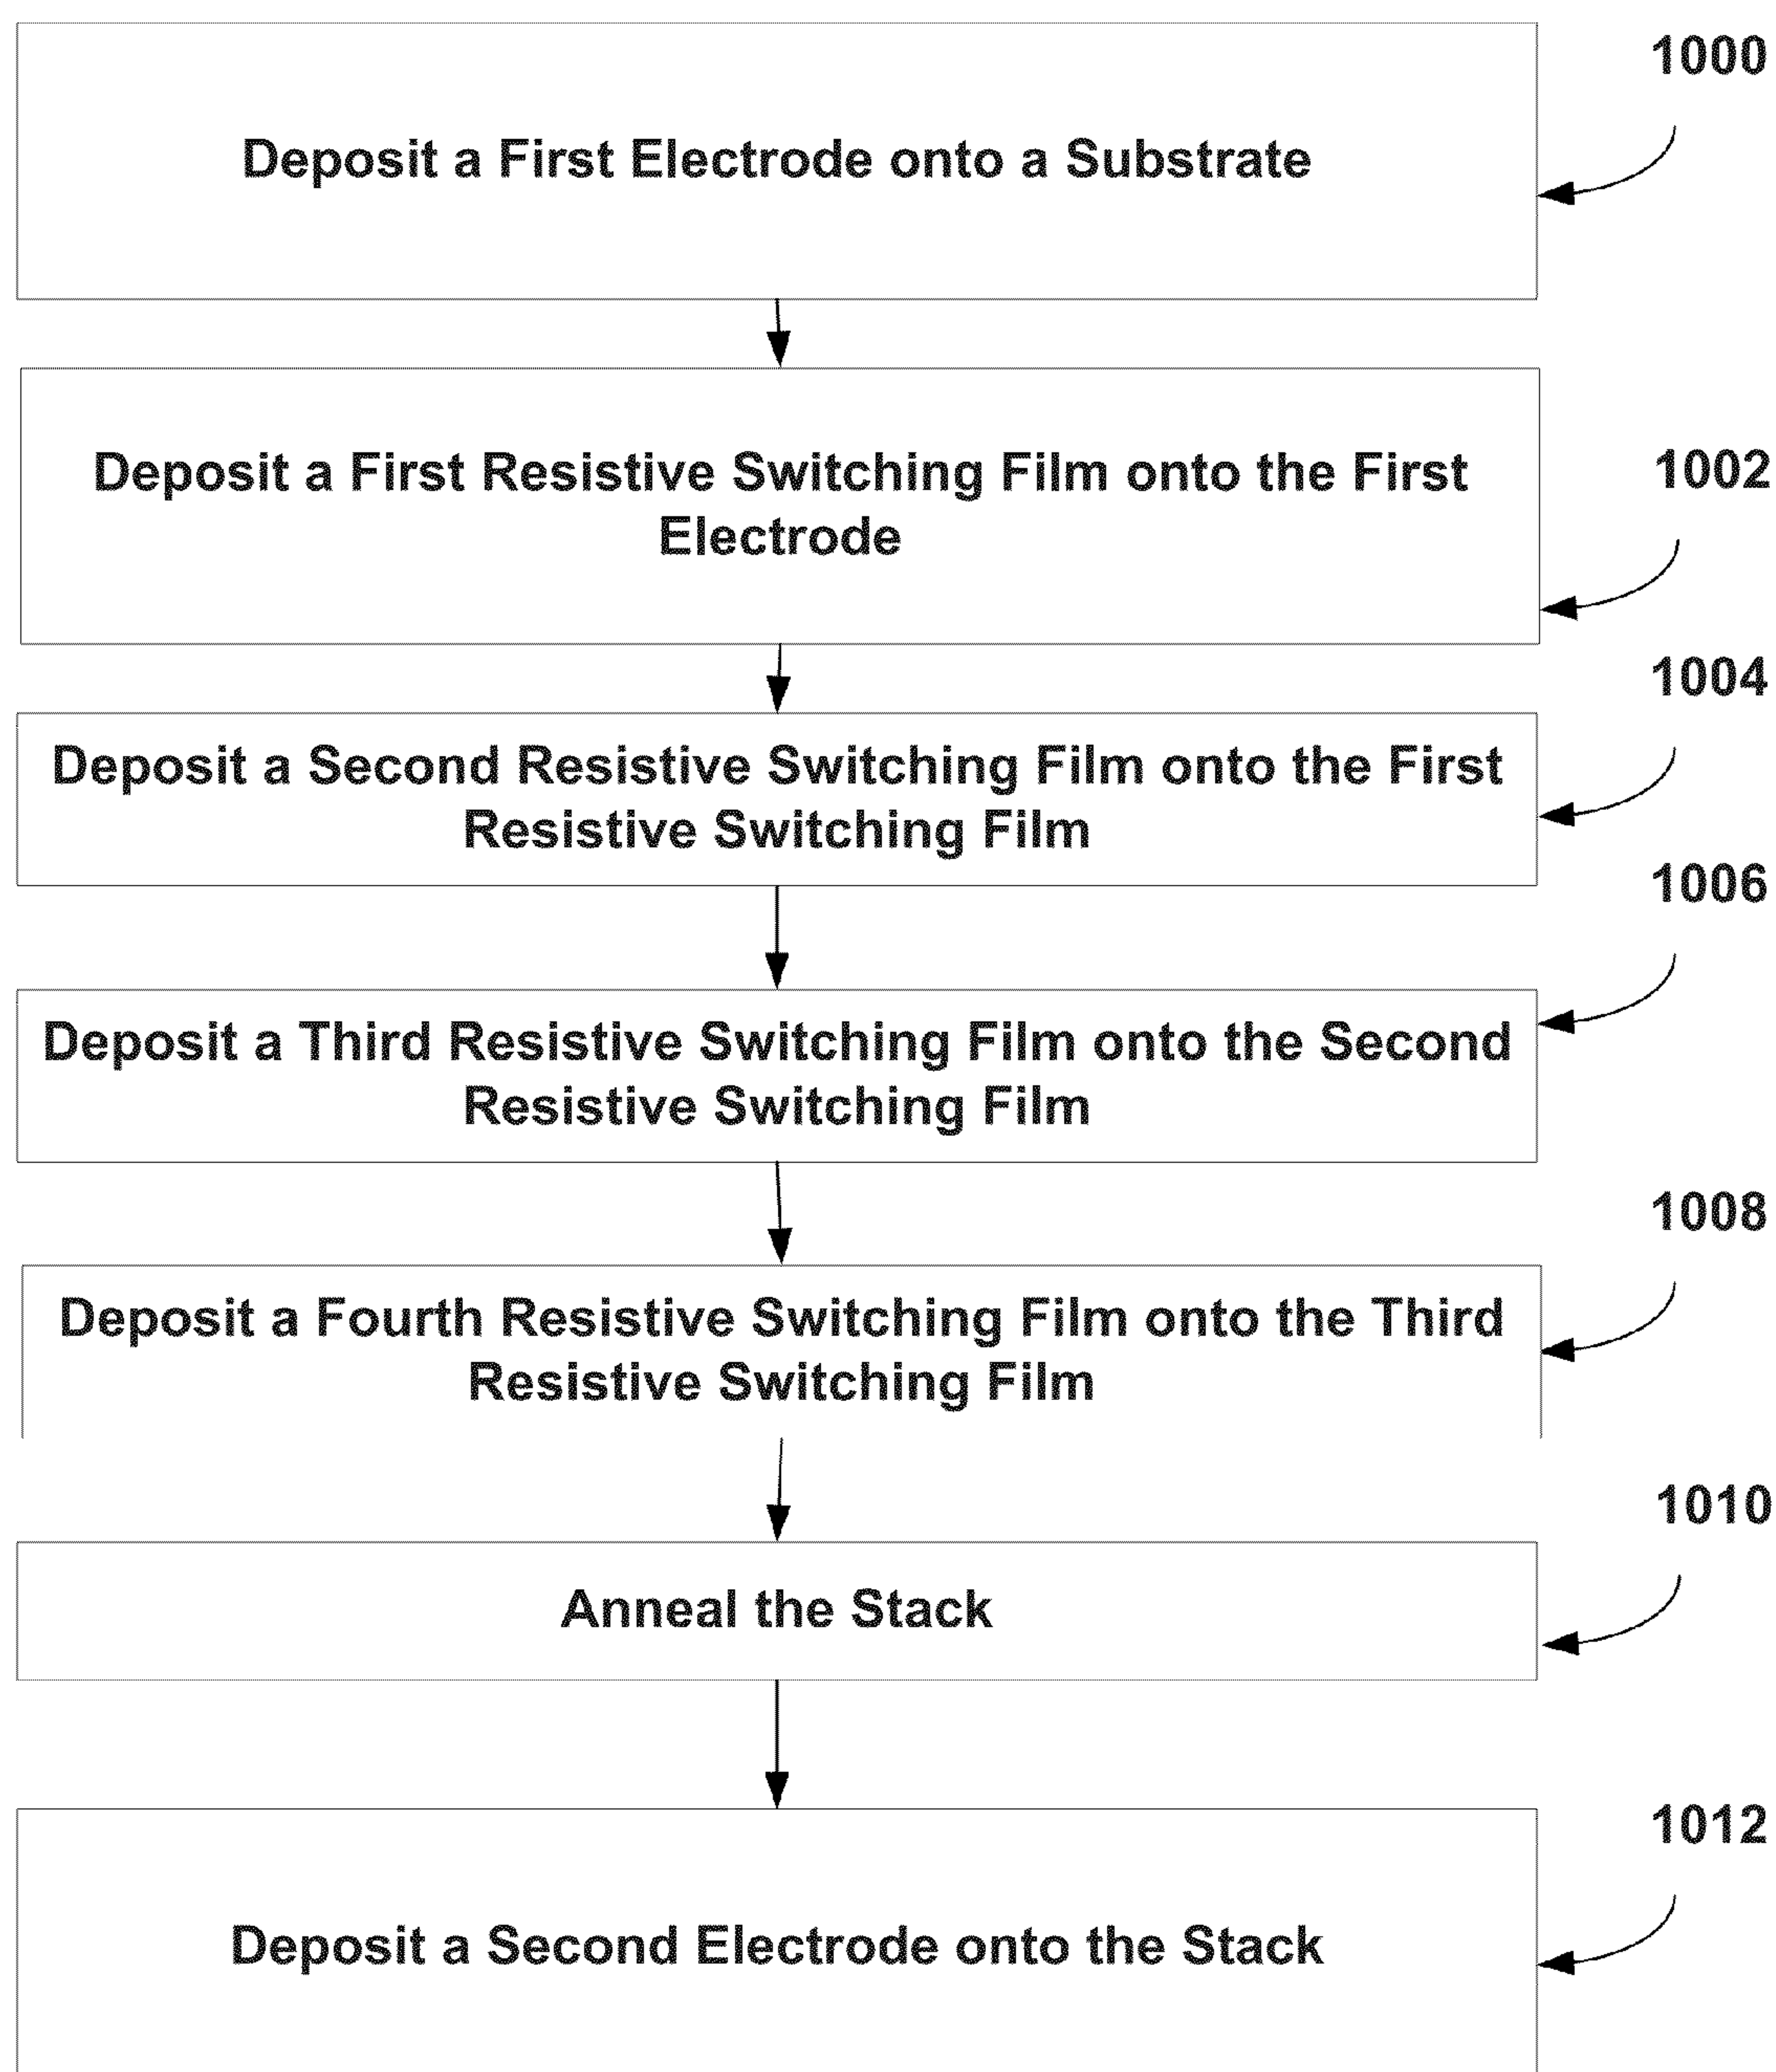 1000
Deposit a First Electrode onto a Substrate
1002
Deposit a First Resistive Switching Film onto the First
Electrode
1004
Deposit a Second Resistive Switching Film onto the First
Resistive Switching Film
1006
Deposit a Third Resistive Switching Film onto the Second
Resistive Switching Film
1008
Deposit a Fourth Resistive Switching Film onto the Third
Resistive Switching Film
1010
Anneal the Stack
1012
Deposit a Second Electrode onto the Stack